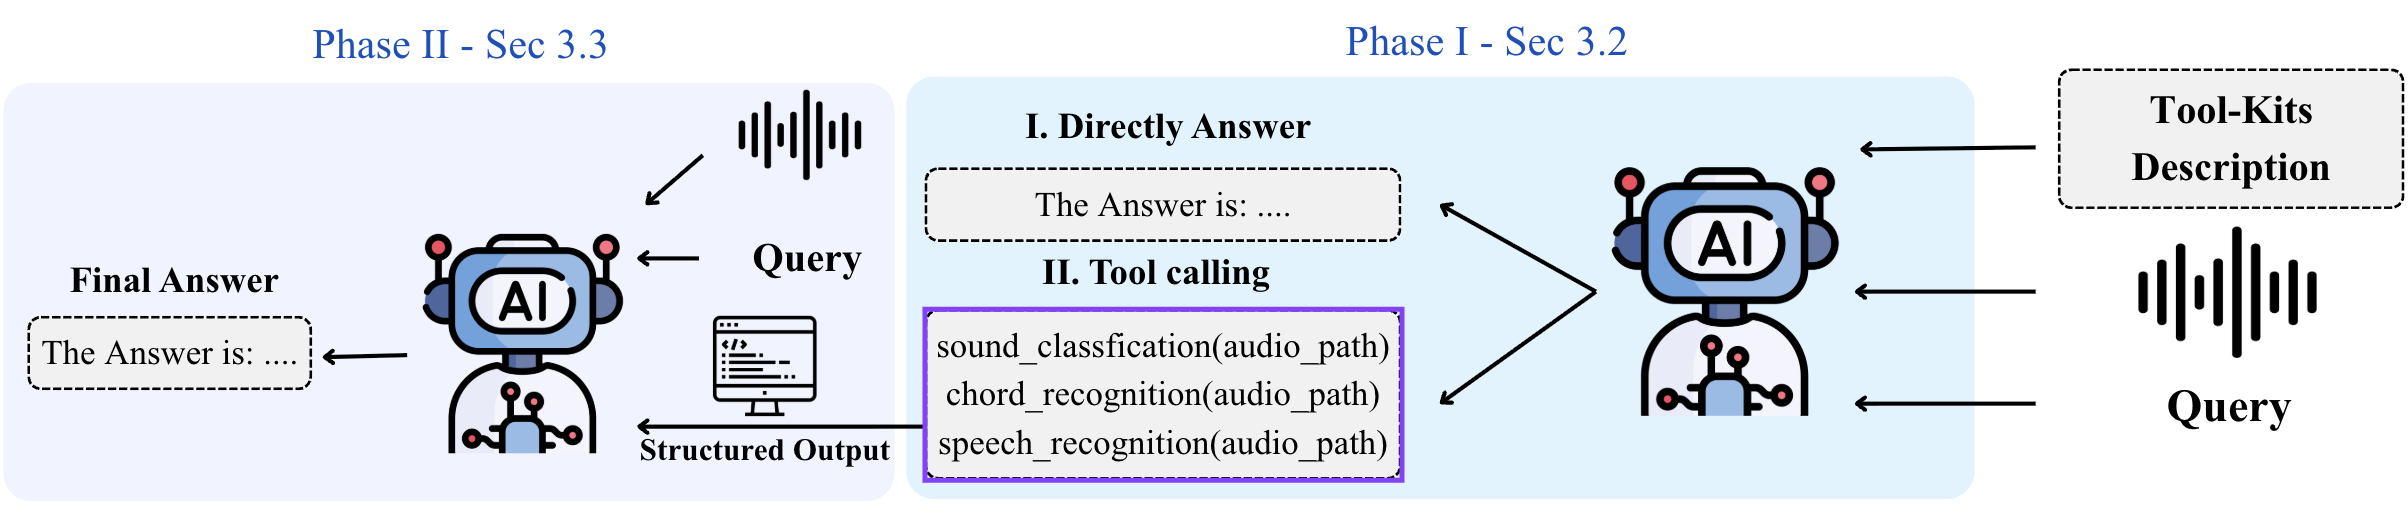 Phase II - Sec 3.3
Phase I - Sec 3.2
Final Answer
The Answer is: ....
AI
Query
</>
Structured Output
I. Directly Answer
The Answer is: ....
II. Tool calling
sound_classfication(audio_path)
chord_recognition(audio_path)
speech_recognition(audio_path)
AI
Tool-Kits
Description
Query